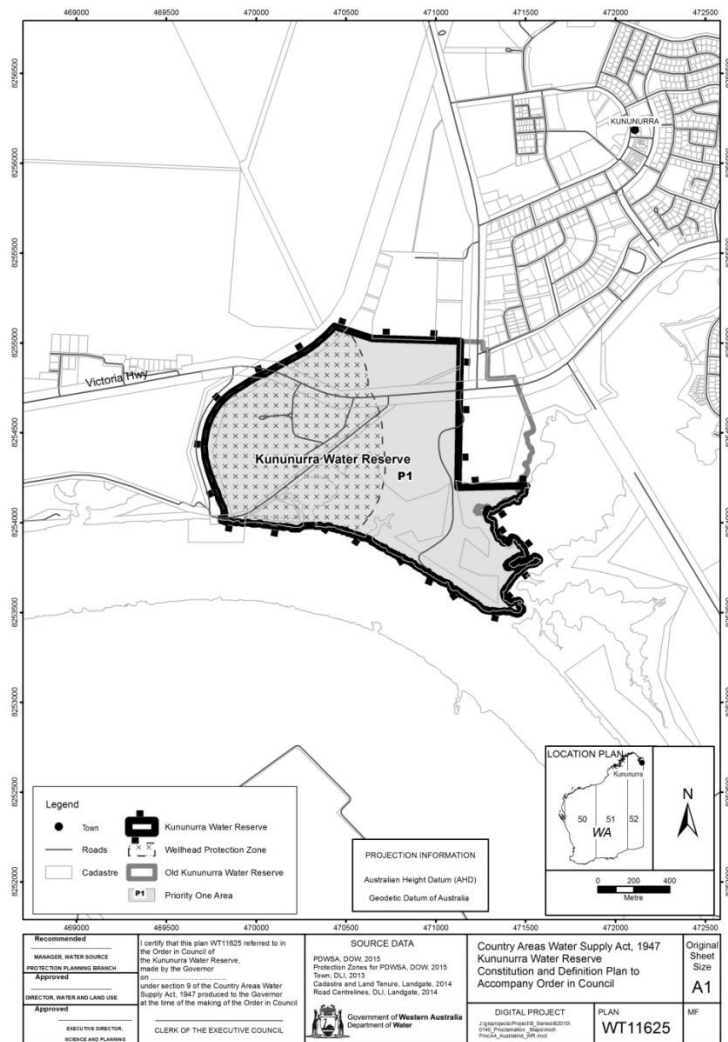 469000 469500 470000 470500 471000 471500 472000 472500
8256500
8256000
8255500
8255000
8254500
8254000
8253500
8253000
8252500
8252000
KUNUNURRA
Victoria Hwy
Kununurra Water Reserve
P1
Legend
Town
Roads
Cadastre
Kununurra Water Reserve
Wellhead Protection Zone
Old Kununurra Water Reserve
P1 Priority One Area
PROJECTION INFORMATION
Australian Height Datum (AHD)
Geodetic Datum of Australia
LOCATION PLAN
Kununurra
50 51 52
WA
N
0 200 400
Metre
469000 469500 470000 470500 471000 471500 472000 472500
Recommended
MANAGER, WATER SOURCE
PROTECTION PLANNING BRANCH
Approved
DIRECTOR, WATER AND LAND USE
Approved
EXECUTIVE DIRECTOR,
SCIENCE AND PLANNING
I certify that this plan WT11625 referred to in
the Order in Council of
the Kununurra Water Reserve,
made by the Governor
on
under section 9 of the Country Areas Water
Supply Act, 1947 produced to the Governor
at the time of the making of the Order in Council
CLERK OF THE EXECUTIVE COUNCIL
SOURCE DATA
PDWSA, DOW, 2015
Protection Zones for PDWSA, DOW, 2015
Town, DLI, 2013
Cadastre and Land Tenure, Landgate, 2014
Road Centrelines, DLI, Landgate, 2014
Government of Western Australia
Department of Water
Country Areas Water Supply Act, 1947
Kununurra Water Reserve
Constitution and Definition Plan to
Accompany Order in Council
Original
Sheet
Size
A1
DIGITAL PROJECT
PLAN
WT11625
MF